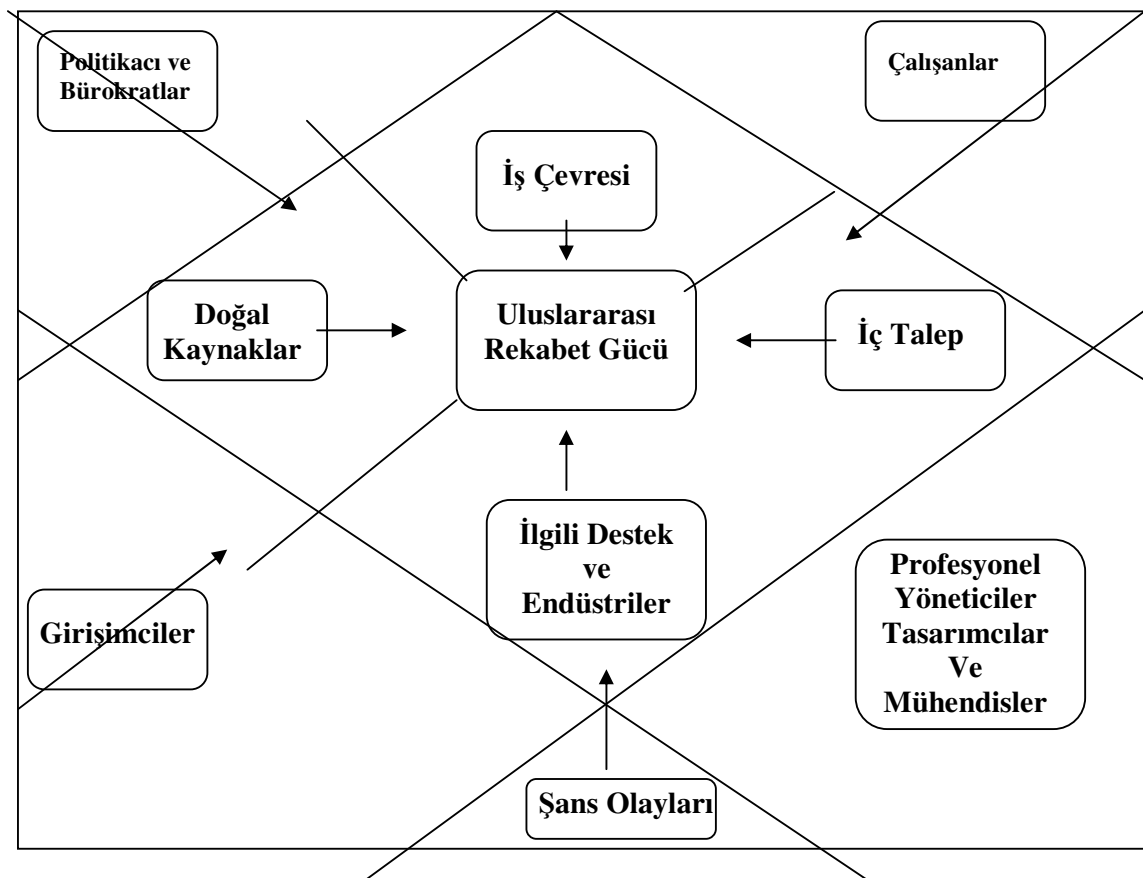 Politikacı ve
Bürokratlar
Çalışanlar
İş Çevresi
Doğal
Kaynaklar
Uluslararası
Rekabet Gücü
İç Talep
İlgili Destek
ve
Endüstriler
Girişimciler
Profesyonel
Yöneticiler
Tasarımcılar
Ve
Mühendisler
Şans Olayları